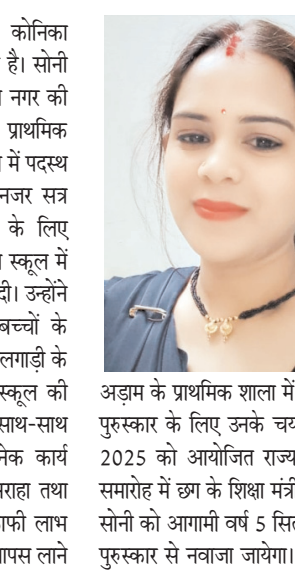 कोनिका
है। सोनी
नगर की
प्राथमिक
में पदस्थ
नजर सत्र
के लिए
स्कूल में
दी। उन्होंने
बच्चों के
लगाड़ी के
स्कूल की
साथ-साथ
नेक कार्य
सराहा तथा
काफी लाभ
ापस लाने
अड़ाम के प्राथमिक शाला में
पुरुस्कार के लिए उनके चय
2025 को आयोजित राज्य
समारोह में छग के शिक्षा मंत्री
सोनी को आगामी वर्ष 5 सित
पुरुस्कार से नवाजा जायेगा।